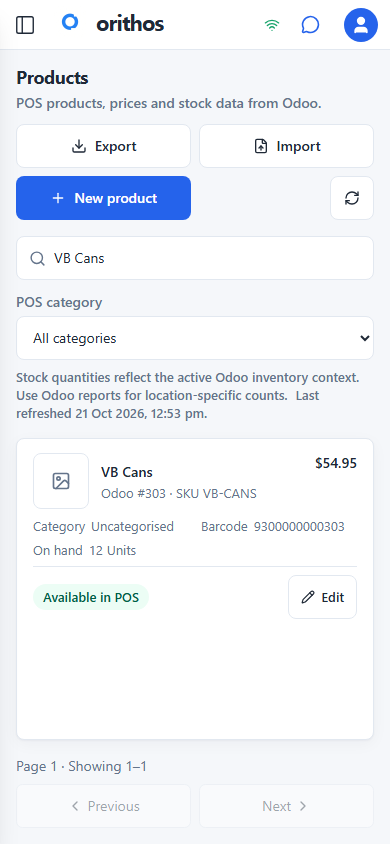 orithos
Products
POS products, prices and stock data from Odoo.
Export
Import
New product
VB Cans
POS category
All categories
Stock quantities reflect the active Odoo inventory context.
Use Odoo reports for location-specific counts. Last
refreshed 21 Oct 2026, 12:53 pm.
VB Cans
$54.95
Odoo #303 · SKU VB-CANS
Category Uncategorised Barcode 9300000000303
On hand 12 Units
Available in POS
Edit
Page 1 · Showing 1–1
Previous
Next